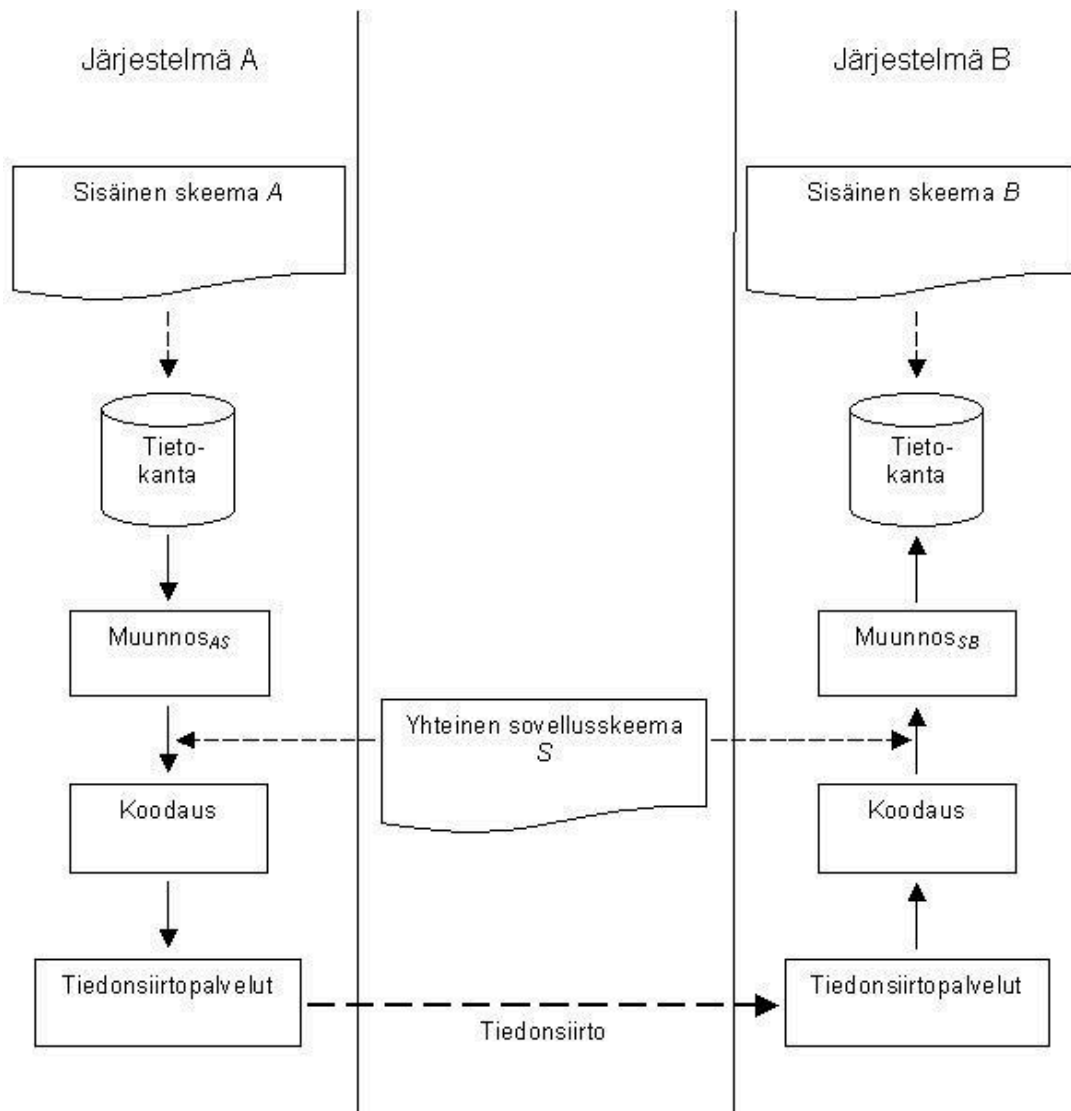 Järjestelmä A
Järjestelmä B
Sisäinen skeema A
Sisäinen skeema B
Tieto-
kanta
Tieto-
kanta
MuunnosAS
MuunnosSB
Yhteinen sovellusskeema
S
Koodaus
Koodaus
Tiedonsiirtopalvelut
Tiedonsiirtopalvelut
Tiedonsiirto